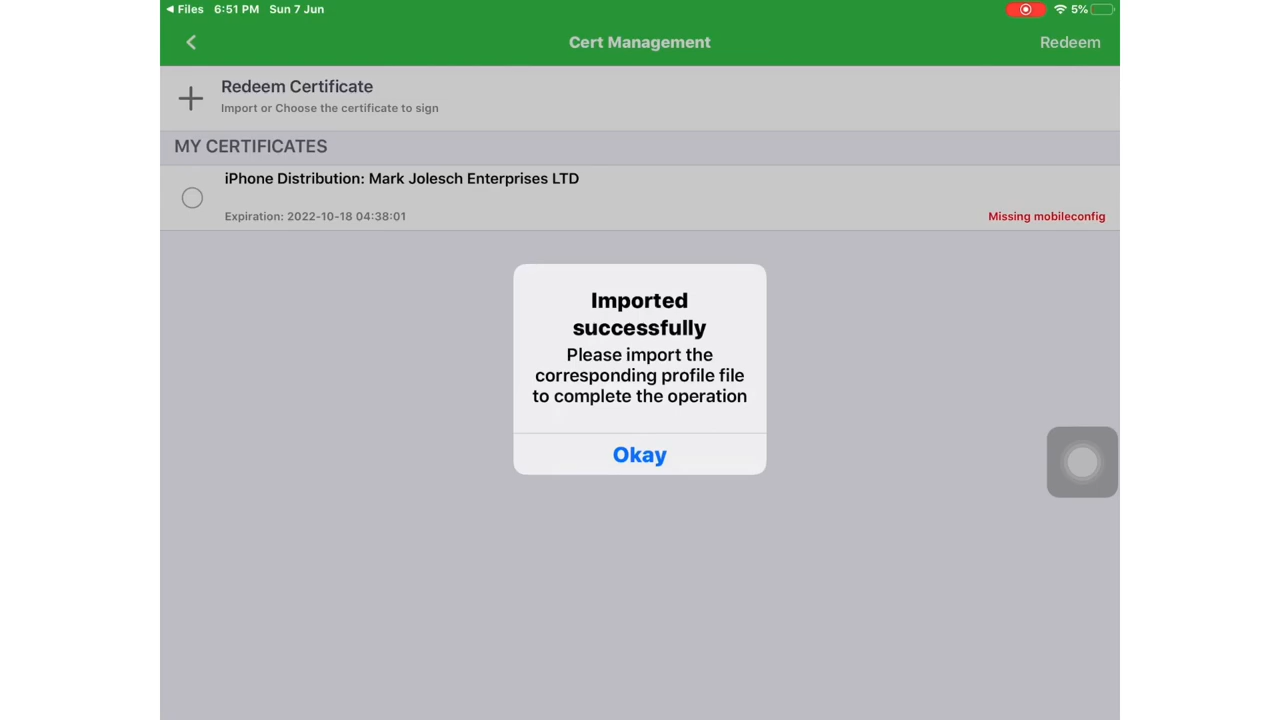 Files 6:51 PM Sun 7 Jun 5%
Cert Management Redeem
Redeem Certificate
Import or Choose the certificate to sign
MY CERTIFICATES
iPhone Distribution: Mark Jolesch Enterprises LTD
Expiration: 2022-10-18 04:38:01 Missing mobileconfig
Imported
successfully
Please import the
corresponding profile file
to complete the operation
Okay